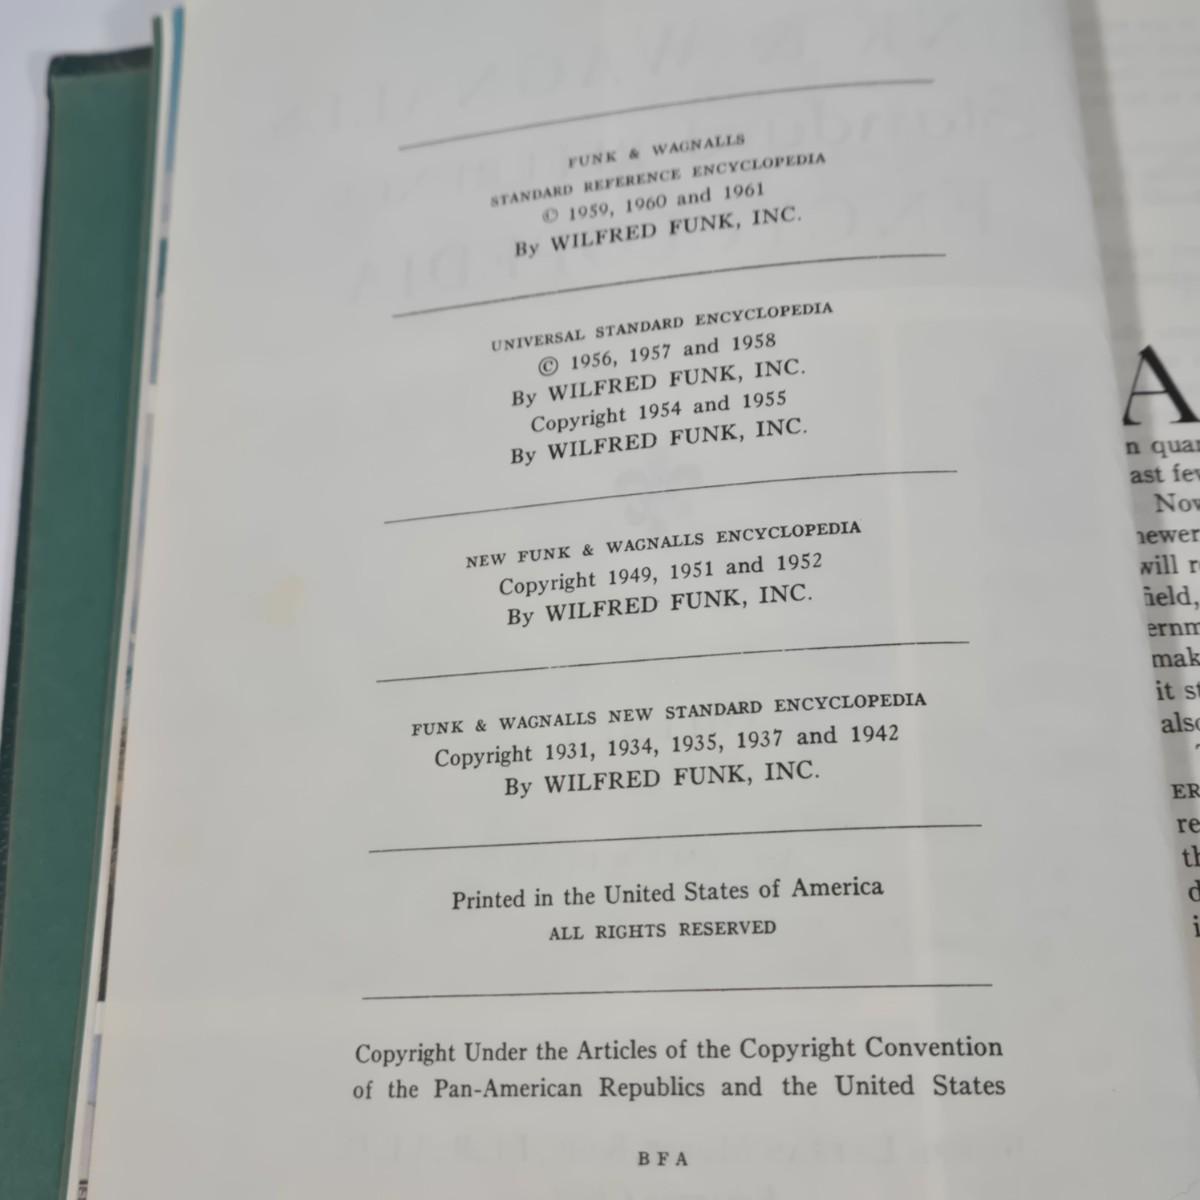 FUNK & WAGNALLS
STANDARD REFERENCE ENCYCLOPEDIA
© 1959, 1960 and 1961
By WILFRED FUNK, INC.
UNIVERSAL STANDARD ENCYCLOPEDIA
© 1956, 1957 and 1958
By WILFRED FUNK, INC.
Copyright 1954 and 1955
By WILFRED FUNK, INC.
NEW FUNK & WAGNALLS ENCYCLOPEDIA
Copyright 1949, 1951 and 1952
By WILFRED FUNK, INC.
FUNK & WAGNALLS NEW STANDARD ENCYCLOPEDIA
Copyright 1931, 1934, 1935, 1937 and 1942
By WILFRED FUNK, INC.
Printed in the United States of America
ALL RIGHTS RESERVED
Copyright Under the Articles of the Copyright Convention
of the Pan-American Republics and the United States
BFA
A
n
ast
will
field,
it